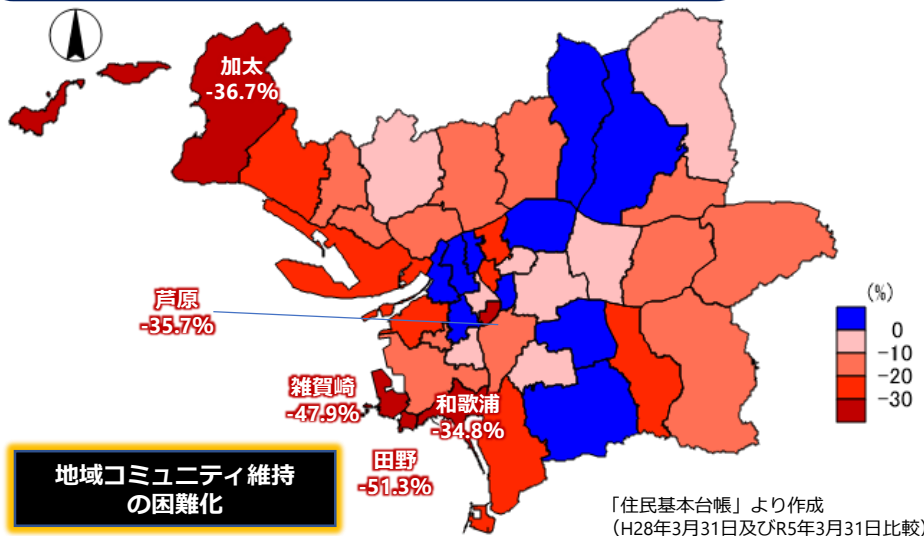 加太
-36.7%
芦原
-35.7%
雑賀崎
-47.9%
和歌浦
-34.8%
田野
-51.3%
(%)
0
-10
-20
-30
地域コミュニティ維持
の困難化
「住民基本台帳」より作成
(H28年3月31日及びR5年3月31日比較)